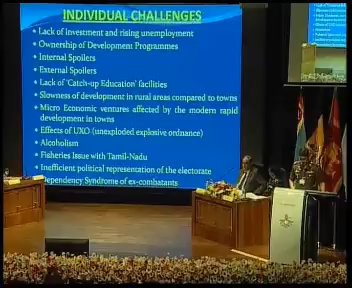 INDIVIDUAL CHALLENGES
• Lack of investment and rising unemployment
• Ownership of Development Programmes
• Internal Spoilers
• External Spoilers
• Lack of 'Catch-up Education' facilities
• Slowness of development in rural areas compared to towns
• Micro Economic ventures affected by the modern rapid
development in towns
• Effects of UXO (unexploded explosive ordnance)
• Alcoholism
• Fisheries Issue with Tamil-Nadu
• Inefficient political representation of the electorate
Dependency Syndrome of ex-combatants